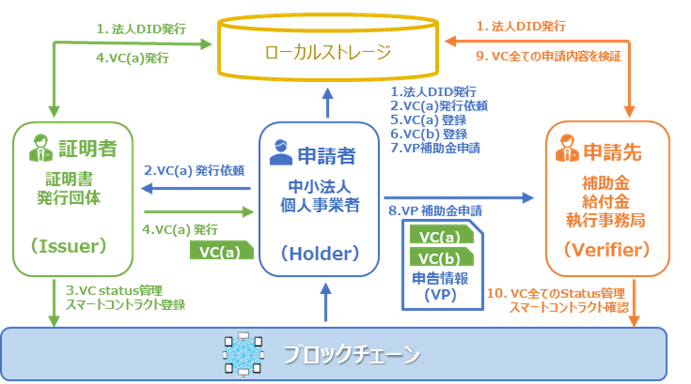 1. 法人DID発行
4.VC(a)発行
ローカルストレージ
1. 法人DID発行
9. VC全ての申請内容を検証
1.法人DID発行
2.VC(a)発行依頼
5.VC(a) 登録
6.VC(b) 登録
7.VP補助金申請
証明者
証明書
発行団体
(Issuer)
2.VC(a) 発行依頼
4.VC(a) 発行
VC(a)
申請者
中小法人
個人事業者
(Holder)
8.VP 補助金申請
VC(a)
VC(b)
申告情報
(VP)
申請先
補助金
給付金
執行事務局
(Verifier)
3.VC status管理
スマートコントラクト登録
10. VC全てのStatus管理
スマートコントラクト確認
ブロックチェーン